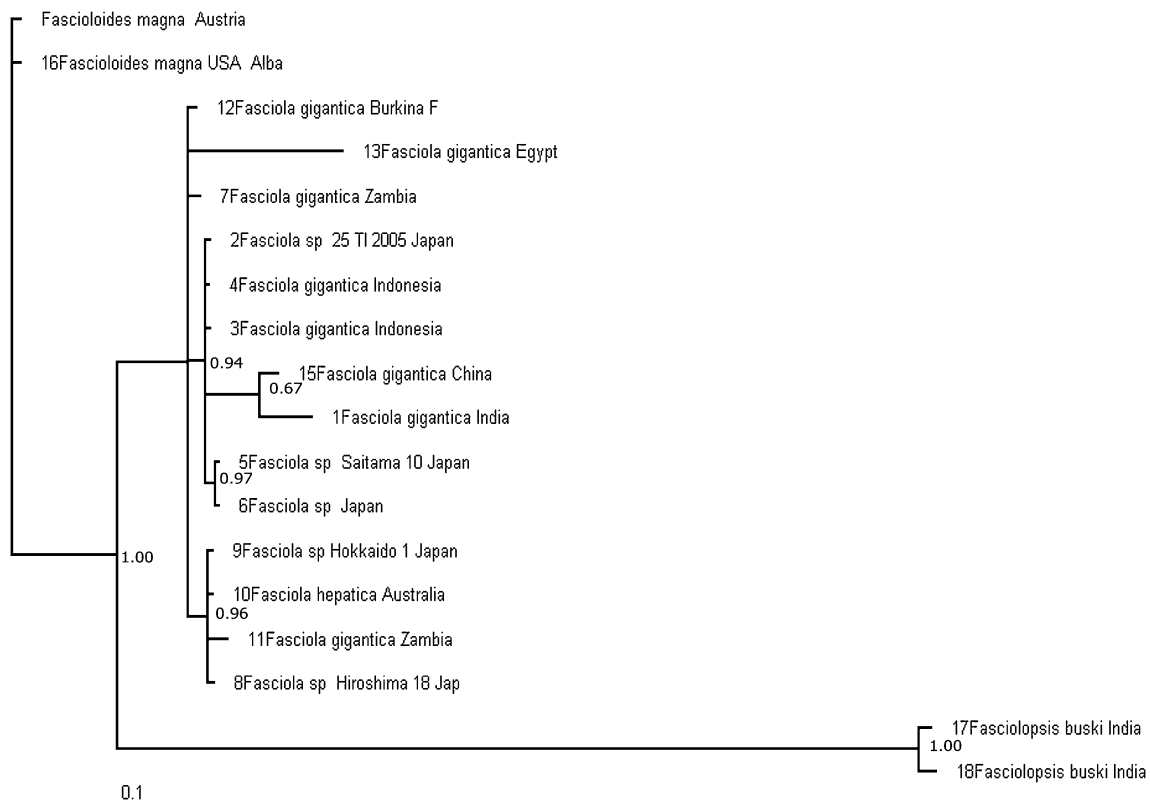 Fascioloides magna Austria
16Fascioloides magna USA Alba
12Fasciola gigantica Burkina F
13Fasciola gigantica Egypt
7Fasciola gigantica Zambia
2Fasciola sp 25 TI 2005 Japan
4Fasciola gigantica Indonesia
3Fasciola gigantica Indonesia
0.94
15Fasciola gigantica China
0.67
1Fasciola gigantica India
5Fasciola sp Saitama 10 Japan
0.97
6Fasciola sp Japan
9Fasciola sp Hokkaido 1 Japan
1.00
10Fasciola hepatica Australia
0.96
11Fasciola gigantica Zambia
8Fasciola sp Hiroshima 18 Jap
17Fasciolopsis buski India
1.00
18Fasciolopsis buski India
0.1